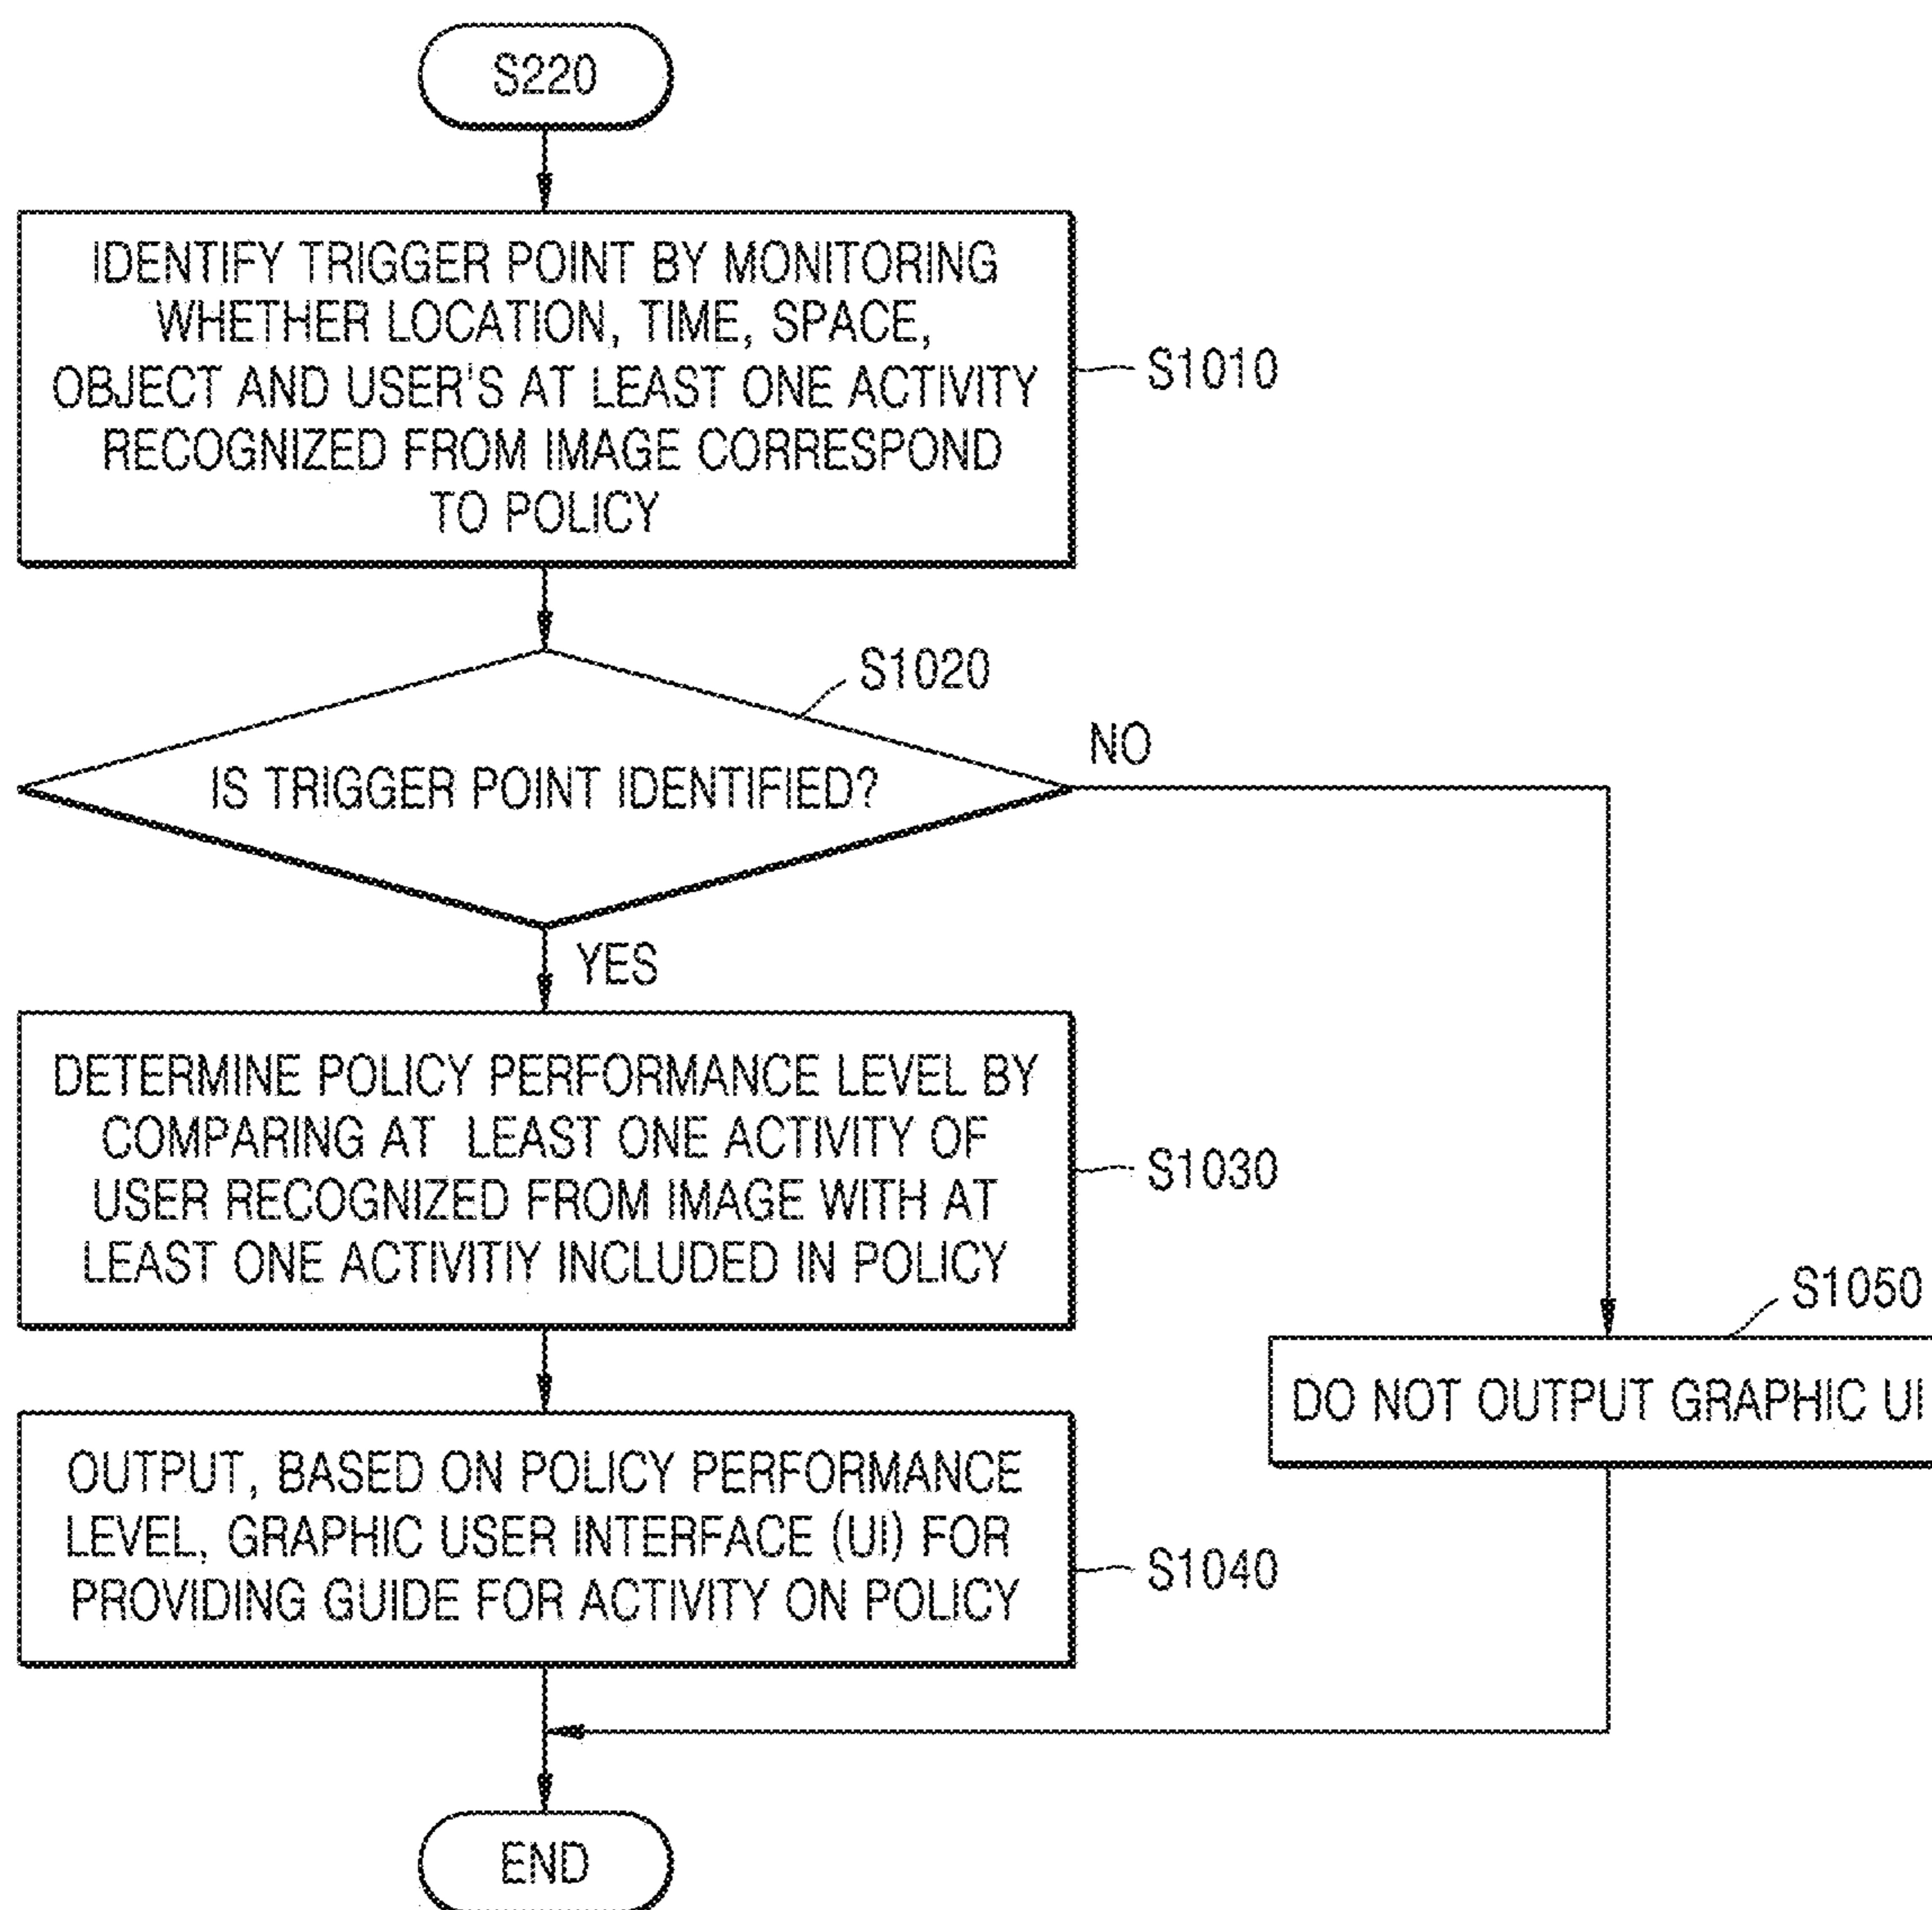 S220
IDENTIFY TRIGGER POINT BY MONITORING
WHETHER LOCATION, TIME, SPACE,
OBJECT AND USER'S AT LEAST ONE ACTIVITY
RECOGNIZED FROM IMAGE CORRESPOND
TO POLICY
S1010
S1020
IS TRIGGER POINT IDENTIFIED?
NO
YES
DETERMINE POLICY PERFORMANCE LEVEL BY
COMPARING AT LEAST ONE ACTIVITY OF
USER RECOGNIZED FROM IMAGE WITH AT
LEAST ONE ACTIVITIY INCLUDED IN POLICY
S1030
S1050
DO NOT OUTPUT GRAPHIC UI
OUTPUT, BASED ON POLICY PERFORMANCE
LEVEL, GRAPHIC USER INTERFACE (UI) FOR
PROVIDING GUIDE FOR ACTIVITY ON POLICY
S1040
END